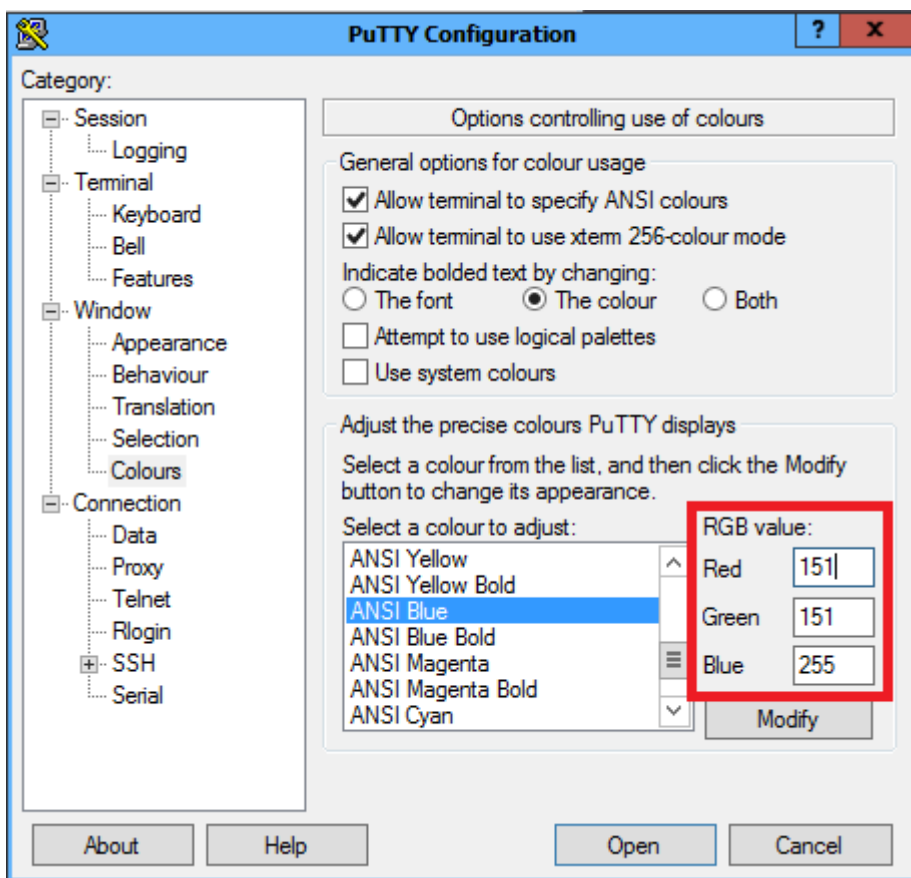 PuTTY Configuration
?
x
Category:
Session
Logging
Terminal
Keyboard
Bell
Features
Window
Appearance
Behaviour
Translation
Selection
Colours
Connection
Data
Proxy
Telnet
Rlogin
SSH
Serial
Options controlling use of colours
General options for colour usage
Allow terminal to specify ANSI colours
Allow terminal to use xterm 256-colour mode
Indicate bolded text by changing:
The font The colour Both
Attempt to use logical palettes
Use system colours
Adjust the precise colours PuTTY displays
Select a colour from the list, and then click the Modify
button to change its appearance.
Select a colour to adjust:
ANSI Yellow
ANSI Yellow Bold
ANSI Blue
ANSI Blue Bold
ANSI Magenta
ANSI Magenta Bold
ANSI Cyan
RGB value:
Red 151
Green 151
Blue 255
Modify
About Help Open Cancel